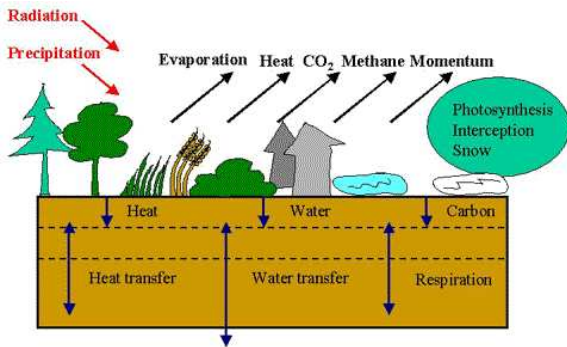 Radiation
Precipitation
Evaporation Heat CO₂ Methane Momentum
Photosynthesis
Interception
Snow
Heat Water Carbon
Heat transfer Water transfer Respiration